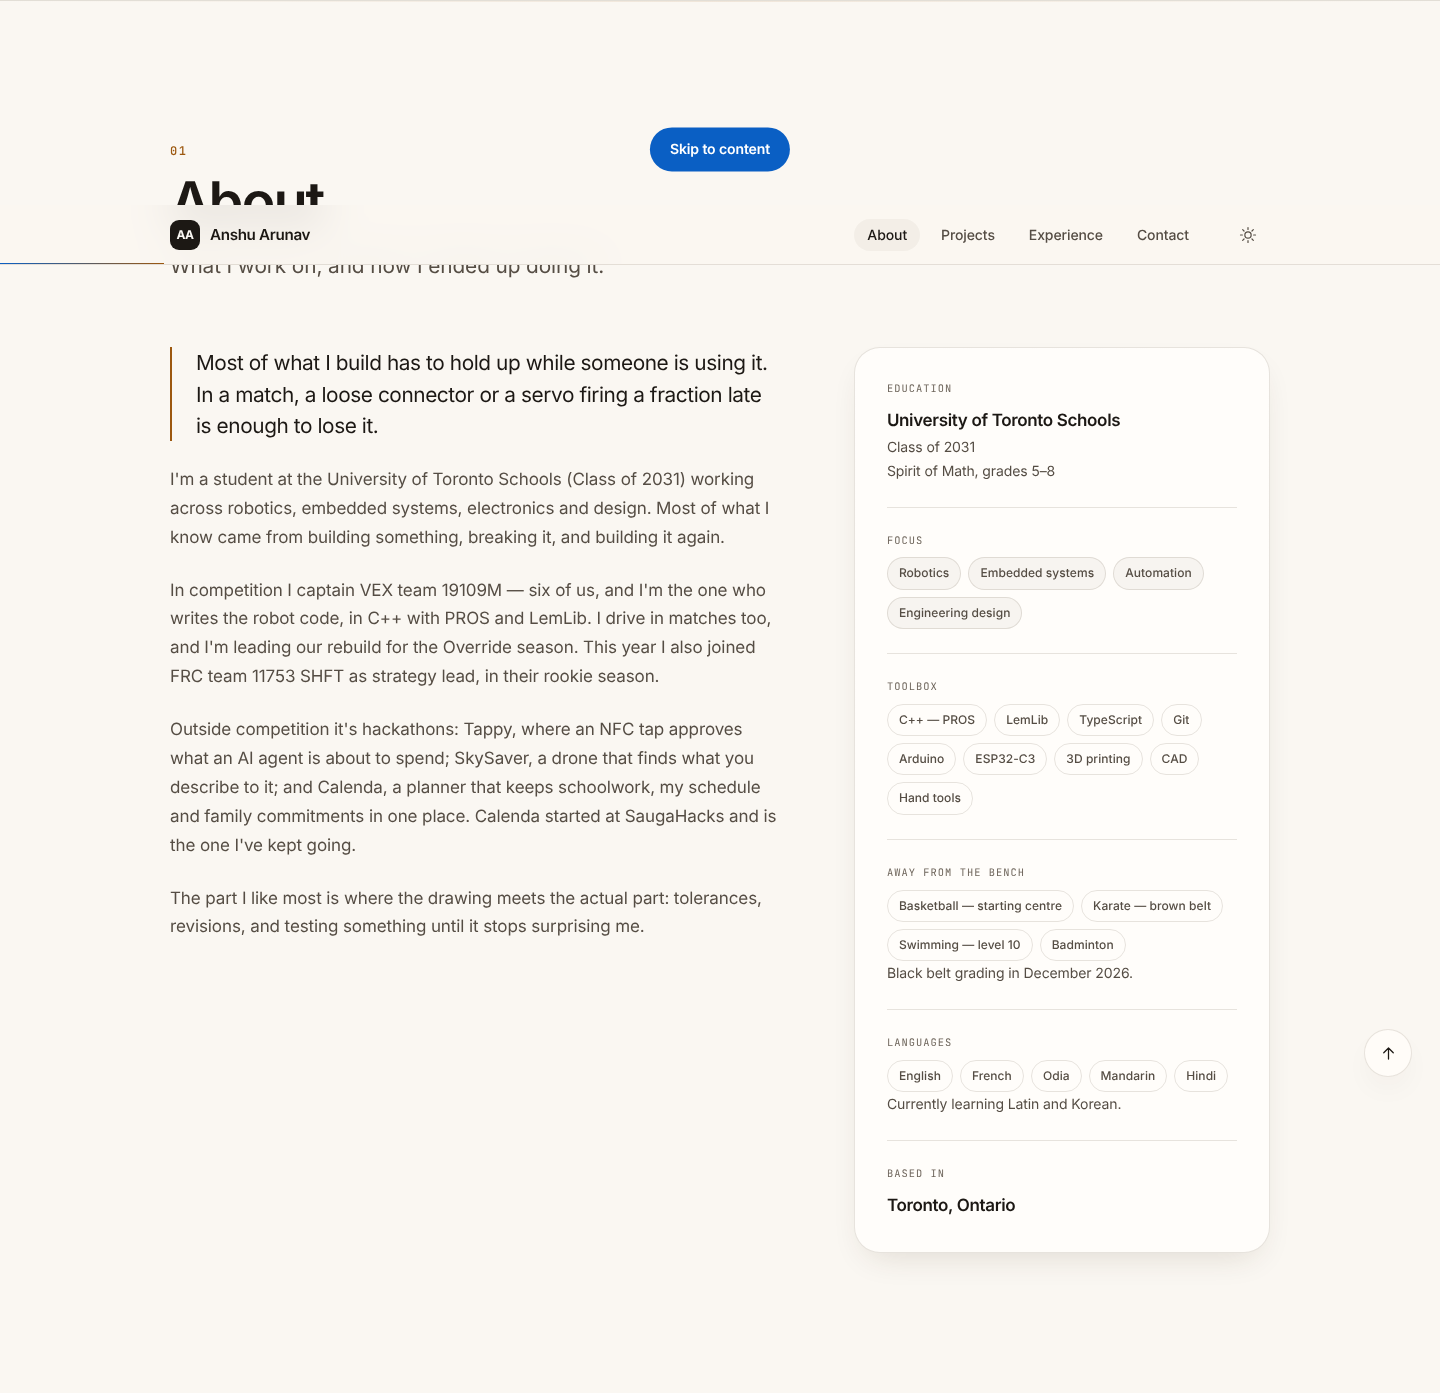 01
Skip to content
About
AA
Anshu Arunav
About
Projects
Experience
Contact
What I work on, and how I ended up doing it.
Most of what I build has to hold up while someone is using it.
In a match, a loose connector or a servo firing a fraction late
is enough to lose it.
I'm a student at the University of Toronto Schools (Class of 2031) working
across robotics, embedded systems, electronics and design. Most of what I
know came from building something, breaking it, and building it again.
In competition I captain VEX team 19109M — six of us, and I'm the one who
writes the robot code, in C++ with PROS and LemLib. I drive in matches too,
and I'm leading our rebuild for the Override season. This year I also joined
FRC team 11753 SHFT as strategy lead, in their rookie season.
Outside competition it's hackathons: Tappy, where an NFC tap approves
what an AI agent is about to spend; SkySaver, a drone that finds what you
describe to it; and Calenda, a planner that keeps schoolwork, my schedule
and family commitments in one place. Calenda started at SaugaHacks and is
the one I've kept going.
The part I like most is where the drawing meets the actual part: tolerances,
revisions, and testing something until it stops surprising me.
EDUCATION
University of Toronto Schools
Class of 2031
Spirit of Math, grades 5–8
FOCUS
Robotics
Embedded systems
Automation
Engineering design
TOOLBOX
C++ — PROS
LemLib
TypeScript
Git
Arduino
ESP32-C3
3D printing
CAD
Hand tools
AWAY FROM THE BENCH
Basketball — starting centre
Karate — brown belt
Swimming — level 10
Badminton
Black belt grading in December 2026.
LANGUAGES
English
French
Odia
Mandarin
Hindi
Currently learning Latin and Korean.
BASED IN
Toronto, Ontario